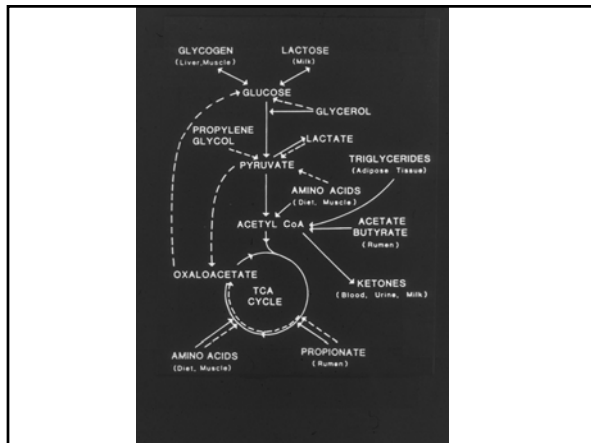 GLYCOGEN
(Liver,Muscle)
LACTOSE
(Milk)
GLUCOSE
GLYCEROL
PROPYLENE
GLYCOL
LACTATE
PYRUVATE
TRIGLYCERIDES
(Adipose Tissue)
AMINO ACIDS
(Diet, Muscle)
ACETYL CoA
ACETATE
BUTYRATE
(Rumen)
OXALOACETATE
TCA
CYCLE
KETONES
(Blood, Urine, Milk)
AMINO ACIDS
(Diet, Muscle)
PROPIONATE
(Rumen)